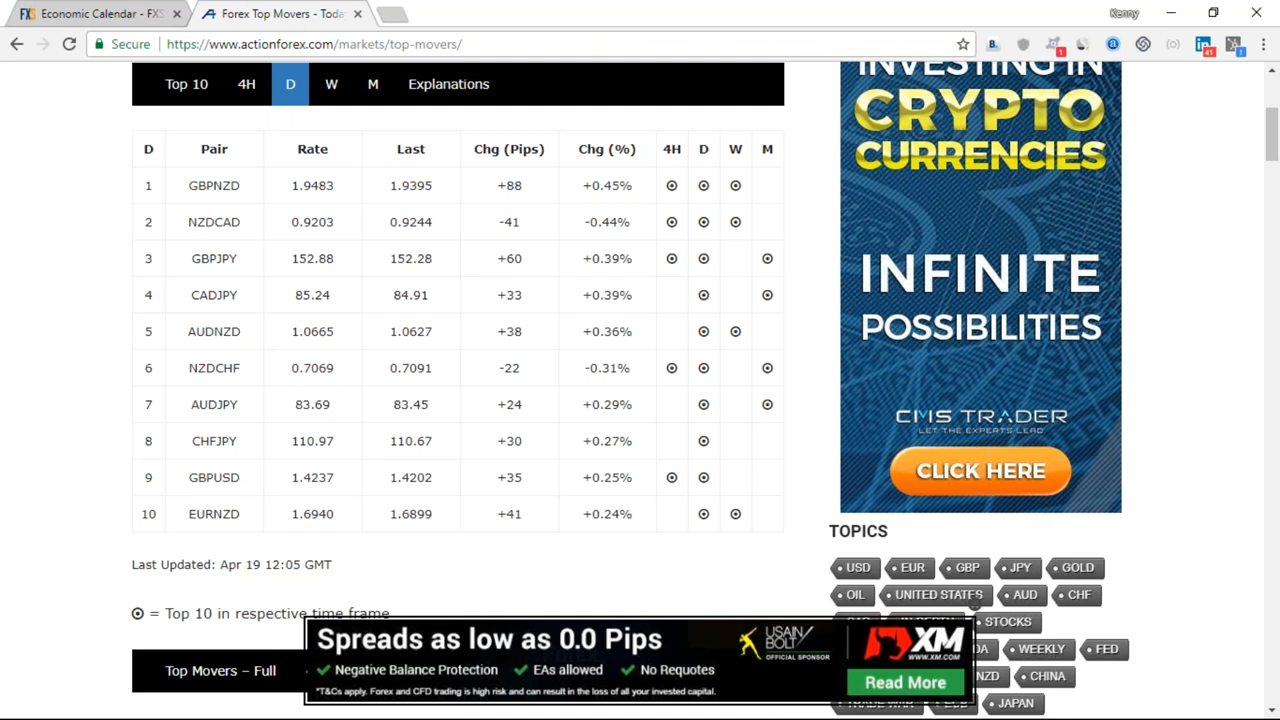 Economic Calendar - FXS
Forex Top Movers - Toda
Kenny
Secure
https://www.actionforex.com/markets/top-movers/
1
41
1
Top 10 4H D W M Explanations
D Pair Rate Last Chg (Pips) Chg (%) 4H D W M
1 GBPNZD 1.9483 1.9395 +88 +0.45%
2 NZDCAD 0.9203 0.9244 -41 -0.44%
3 GBPJPY 152.88 152.28 +60 +0.39%
4 CADJPY 85.24 84.91 +33 +0.39%
5 AUDNZD 1.0665 1.0627 +38 +0.36%
6 NZDCHF 0.7069 0.7091 -22 -0.31%
7 AUDJPY 83.69 83.45 +24 +0.29%
8 CHFJPY 110.97 110.67 +30 +0.27%
9 GBPUSD 1.4237 1.4202 +35 +0.25%
10 EURNZD 1.6940 1.6899 +41 +0.24%
Last Updated: Apr 19 12:05 GMT
= Top 10 in respective time frame
Top Movers – Full
INVESTING IN
CRYPTO
CURRENCIES
INFINITE
POSSIBILITIES
CMS TRADER
LET THE EXPERTS LEAD
CLICK HERE
TOPICS
USD EUR GBP JPY GOLD
OIL UNITED STATES AUD CHF
STOCKS
WEEKLY FED
NZD CHINA
TRADE WAR JAPAN
Spreads as low as 0.0 Pips
Negative Balance Protection EAs allowed No Requotes
*T&Cs apply. Forex and CFD trading is high risk and can result in the loss of all your invested capital.
USAIN
BOLT
OFFICIAL SPONSOR
XM
WWW.XM.COM
Read More